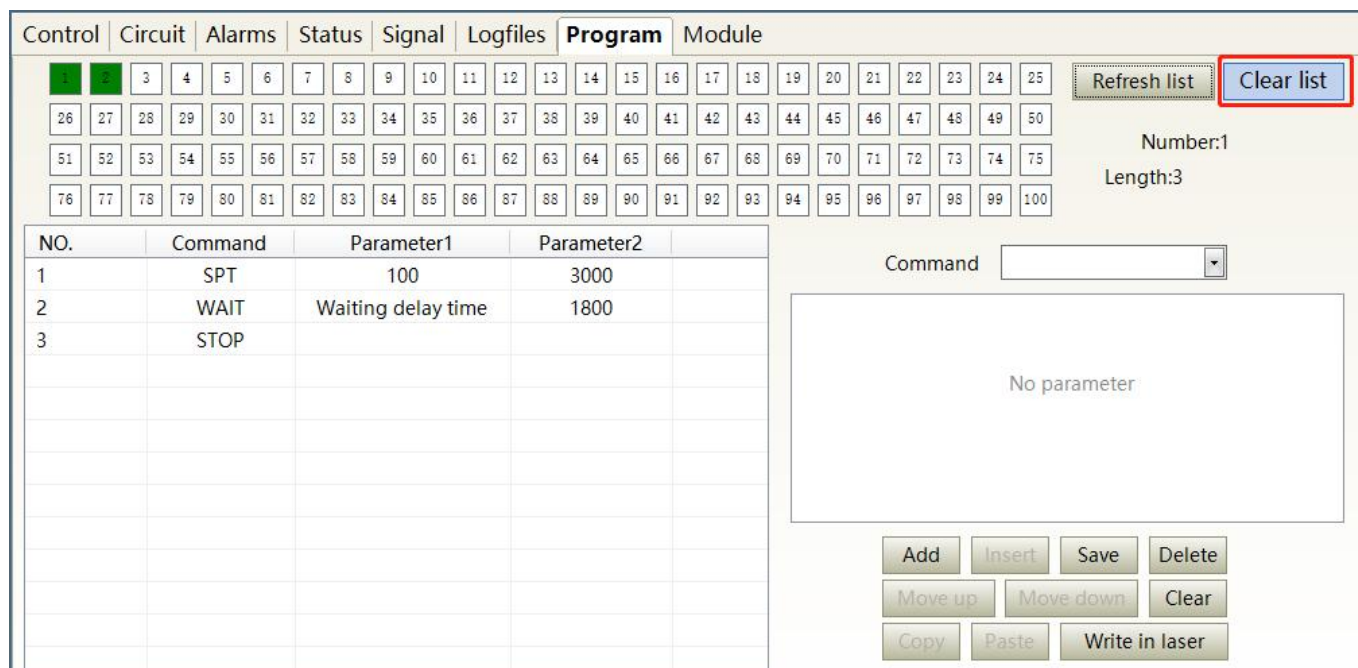 Control Circuit Alarms Status Signal Logfiles Program Module
1 2 3 4 5 6 7 8 9 10 11 12 13 14 15 16 17 18 19 20 21 22 23 24 25 Refresh list Clear list
26 27 28 29 30 31 32 33 34 35 36 37 38 39 40 41 42 43 44 45 46 47 48 49 50
Number:1
51 52 53 54 55 56 57 58 59 60 61 62 63 64 65 66 67 68 69 70 71 72 73 74 75
Length:3
76 77 78 79 80 81 82 83 84 85 86 87 88 89 90 91 92 93 94 95 96 97 98 99 100
NO. Command Parameter1 Parameter2
1 SPT 100 3000
2 WAIT Waiting delay time 1800
3 STOP
Command
No parameter
Add Insert Save Delete
Move up Move down Clear
Copy Paste Write in laser